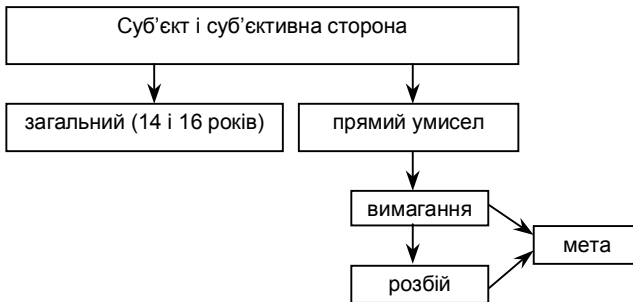 Суб’єкт і суб’єктивна сторона
загальний (14 і 16 років)
прямий умисел
вимагання
мета
розбій